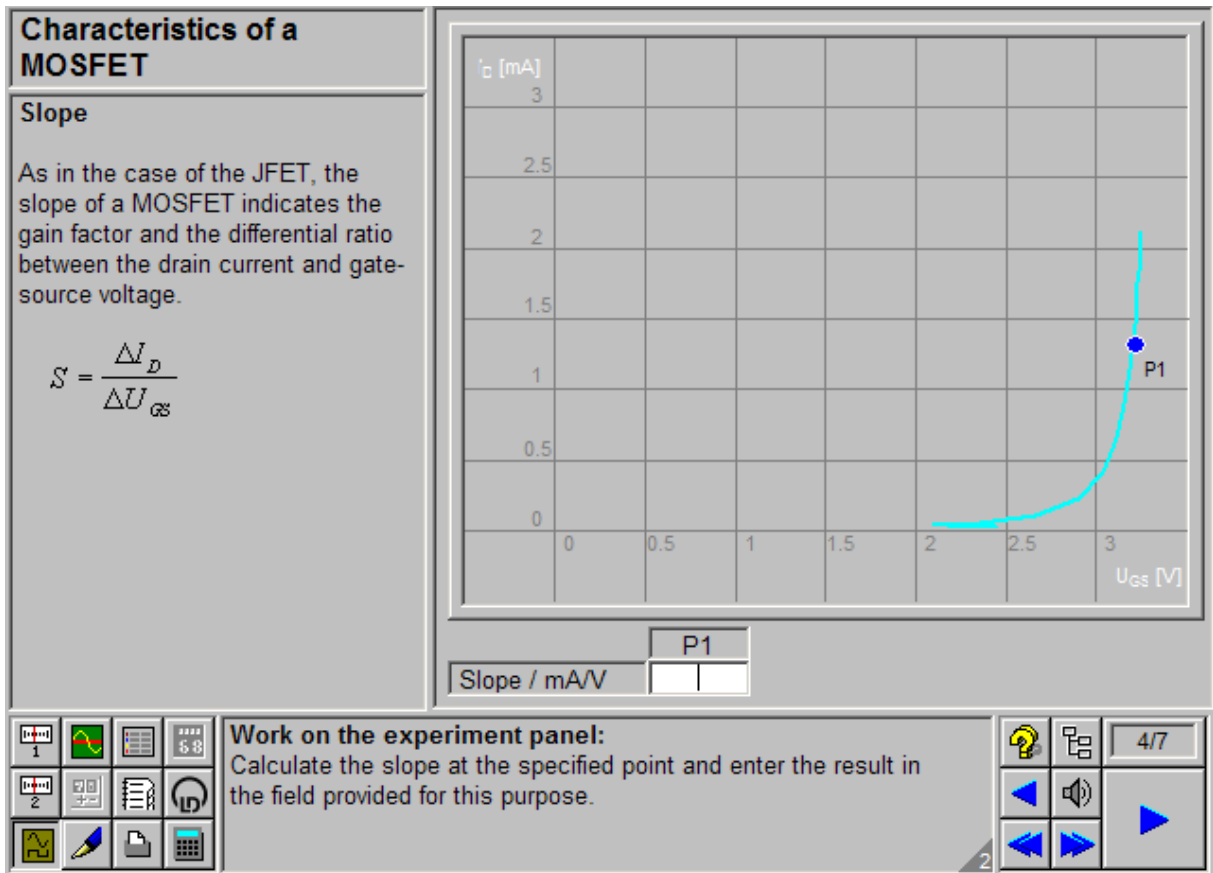 Characteristics of a
MOSFET
Slope
As in the case of the JFET, the
slope of a MOSFET indicates the
gain factor and the differential ratio
between the drain current and gate-
source voltage.
S = ΔI_D / ΔU_GS
[mA]
3
2.5
2
1.5
1
0.5
0
0 0.5 1 1.5 2 2.5 3
U_GS [V]
P1
P1
Slope / mA/V
Work on the experiment panel:
Calculate the slope at the specified point and enter the result in
the field provided for this purpose.
2
1
2
68
LD
4/7